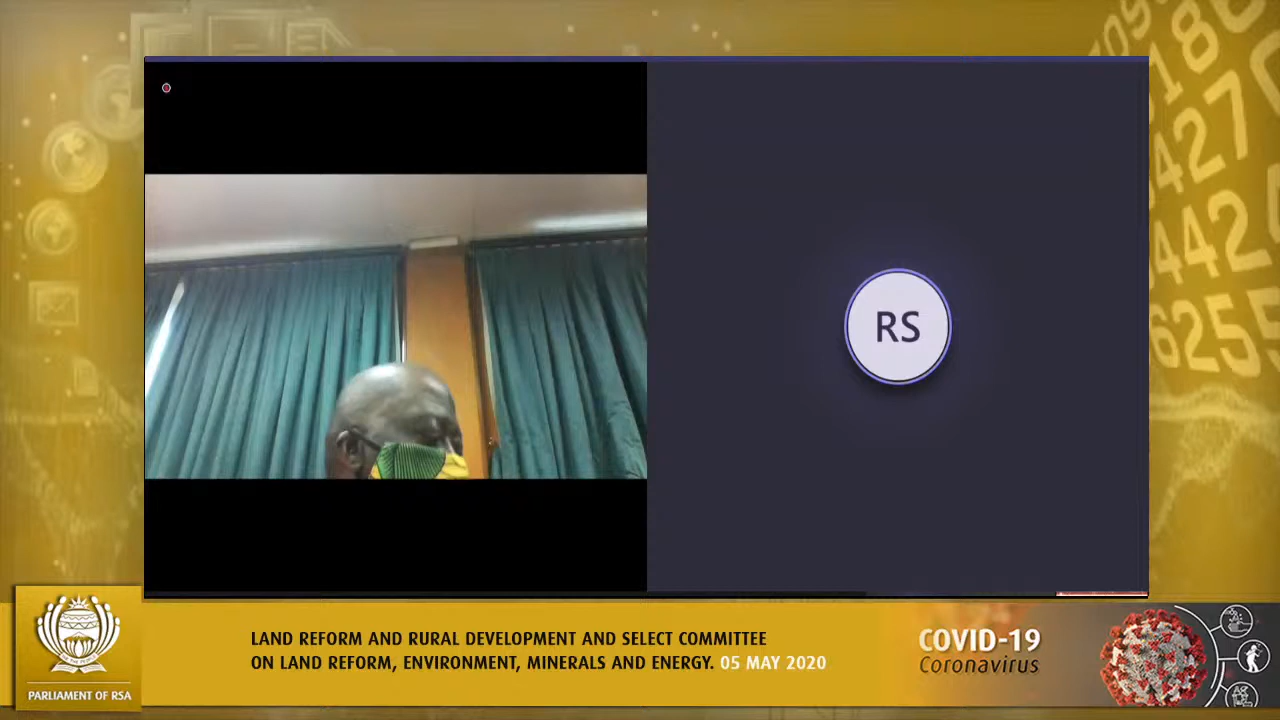 RS
LAND REFORM AND RURAL DEVELOPMENT AND SELECT COMMITTEE
ON LAND REFORM, ENVIRONMENT, MINERALS AND ENERGY. 05 MAY 2020
COVID-19
Coronavirus
PARLIAMENT OF RSA